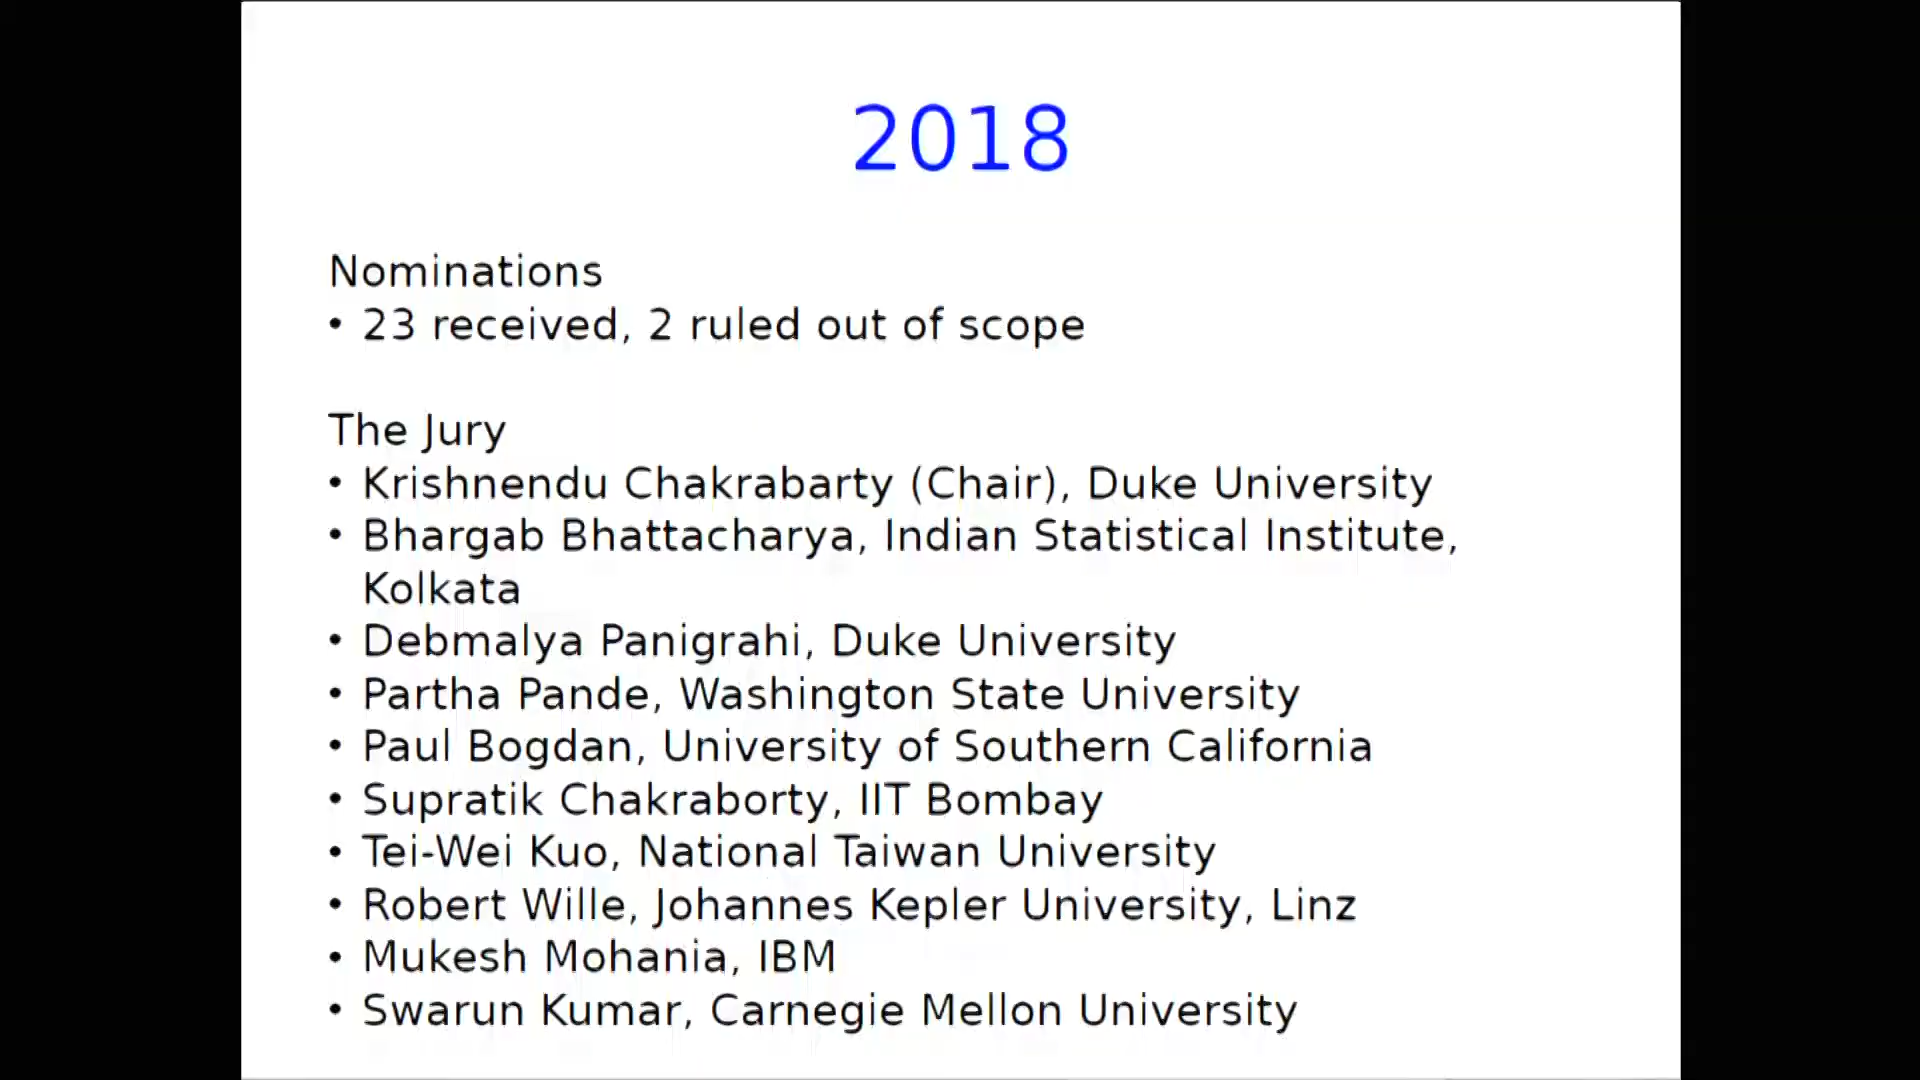 2018
Nominations
• 23 received, 2 ruled out of scope
The Jury
• Krishnendu Chakrabarty (Chair), Duke University
• Bhargab Bhattacharya, Indian Statistical Institute,
Kolkata
• Debmalya Panigrahi, Duke University
• Partha Pande, Washington State University
• Paul Bogdan, University of Southern California
• Supratik Chakraborty, IIT Bombay
• Tei-Wei Kuo, National Taiwan University
• Robert Wille, Johannes Kepler University, Linz
• Mukesh Mohania, IBM
• Swarun Kumar, Carnegie Mellon University